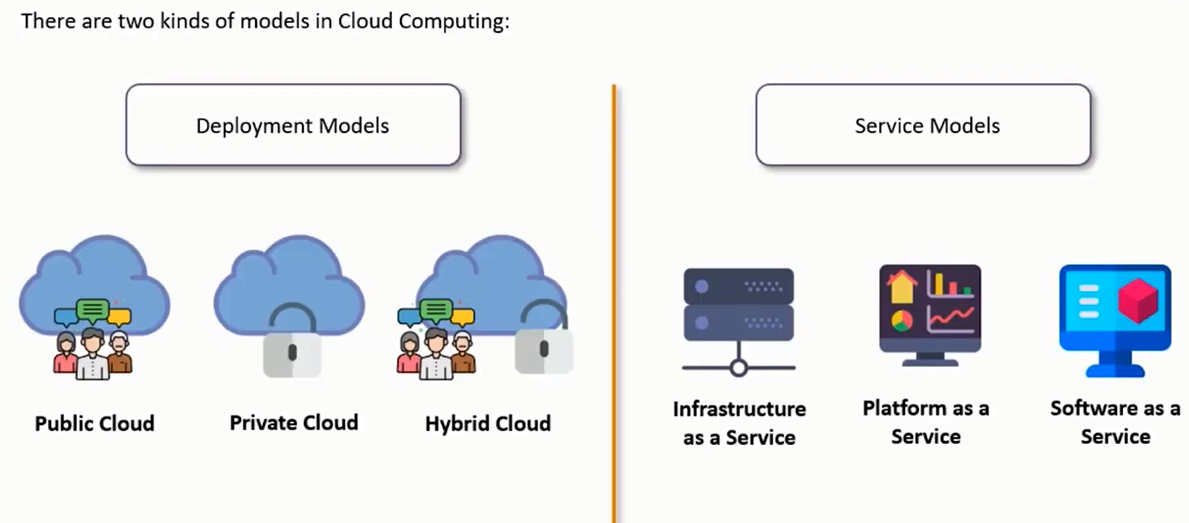 There are two kinds of models in Cloud Computing:
Deployment Models
Public Cloud
Private Cloud
Hybrid Cloud
Service Models
Infrastructure
as a Service
Platform as a
Service
Software as a
Service